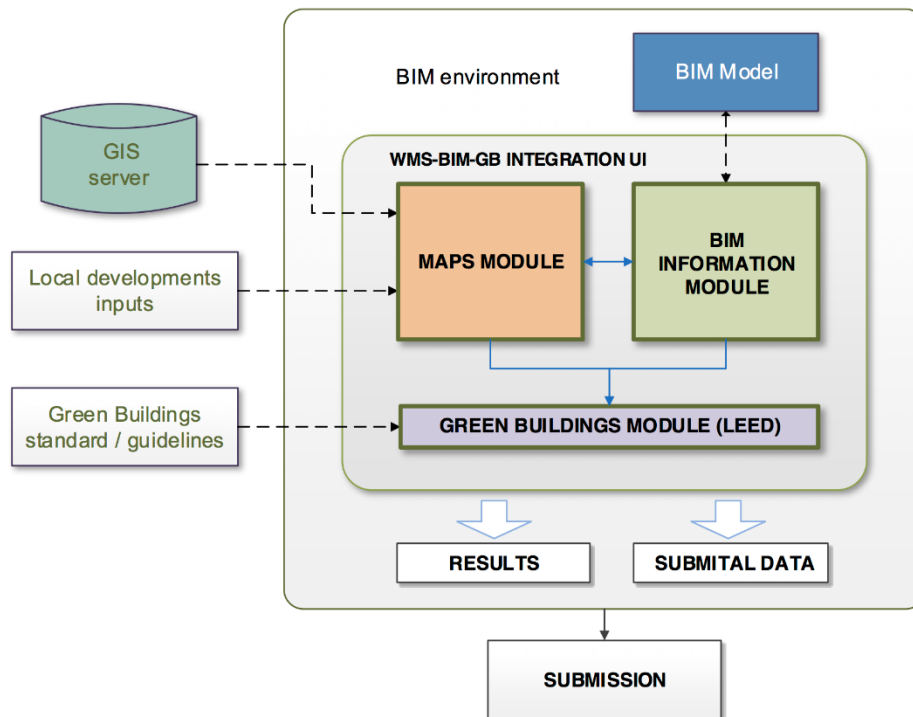 BIM environment
BIM Model
GIS
server
WMS-BIM-GB INTEGRATION UI
MAPS MODULE
BIM
INFORMATION
MODULE
Local developments
inputs
Green Buildings
standard / guidelines
GREEN BUILDINGS MODULE (LEED)
RESULTS
SUBMITAL DATA
SUBMISSION